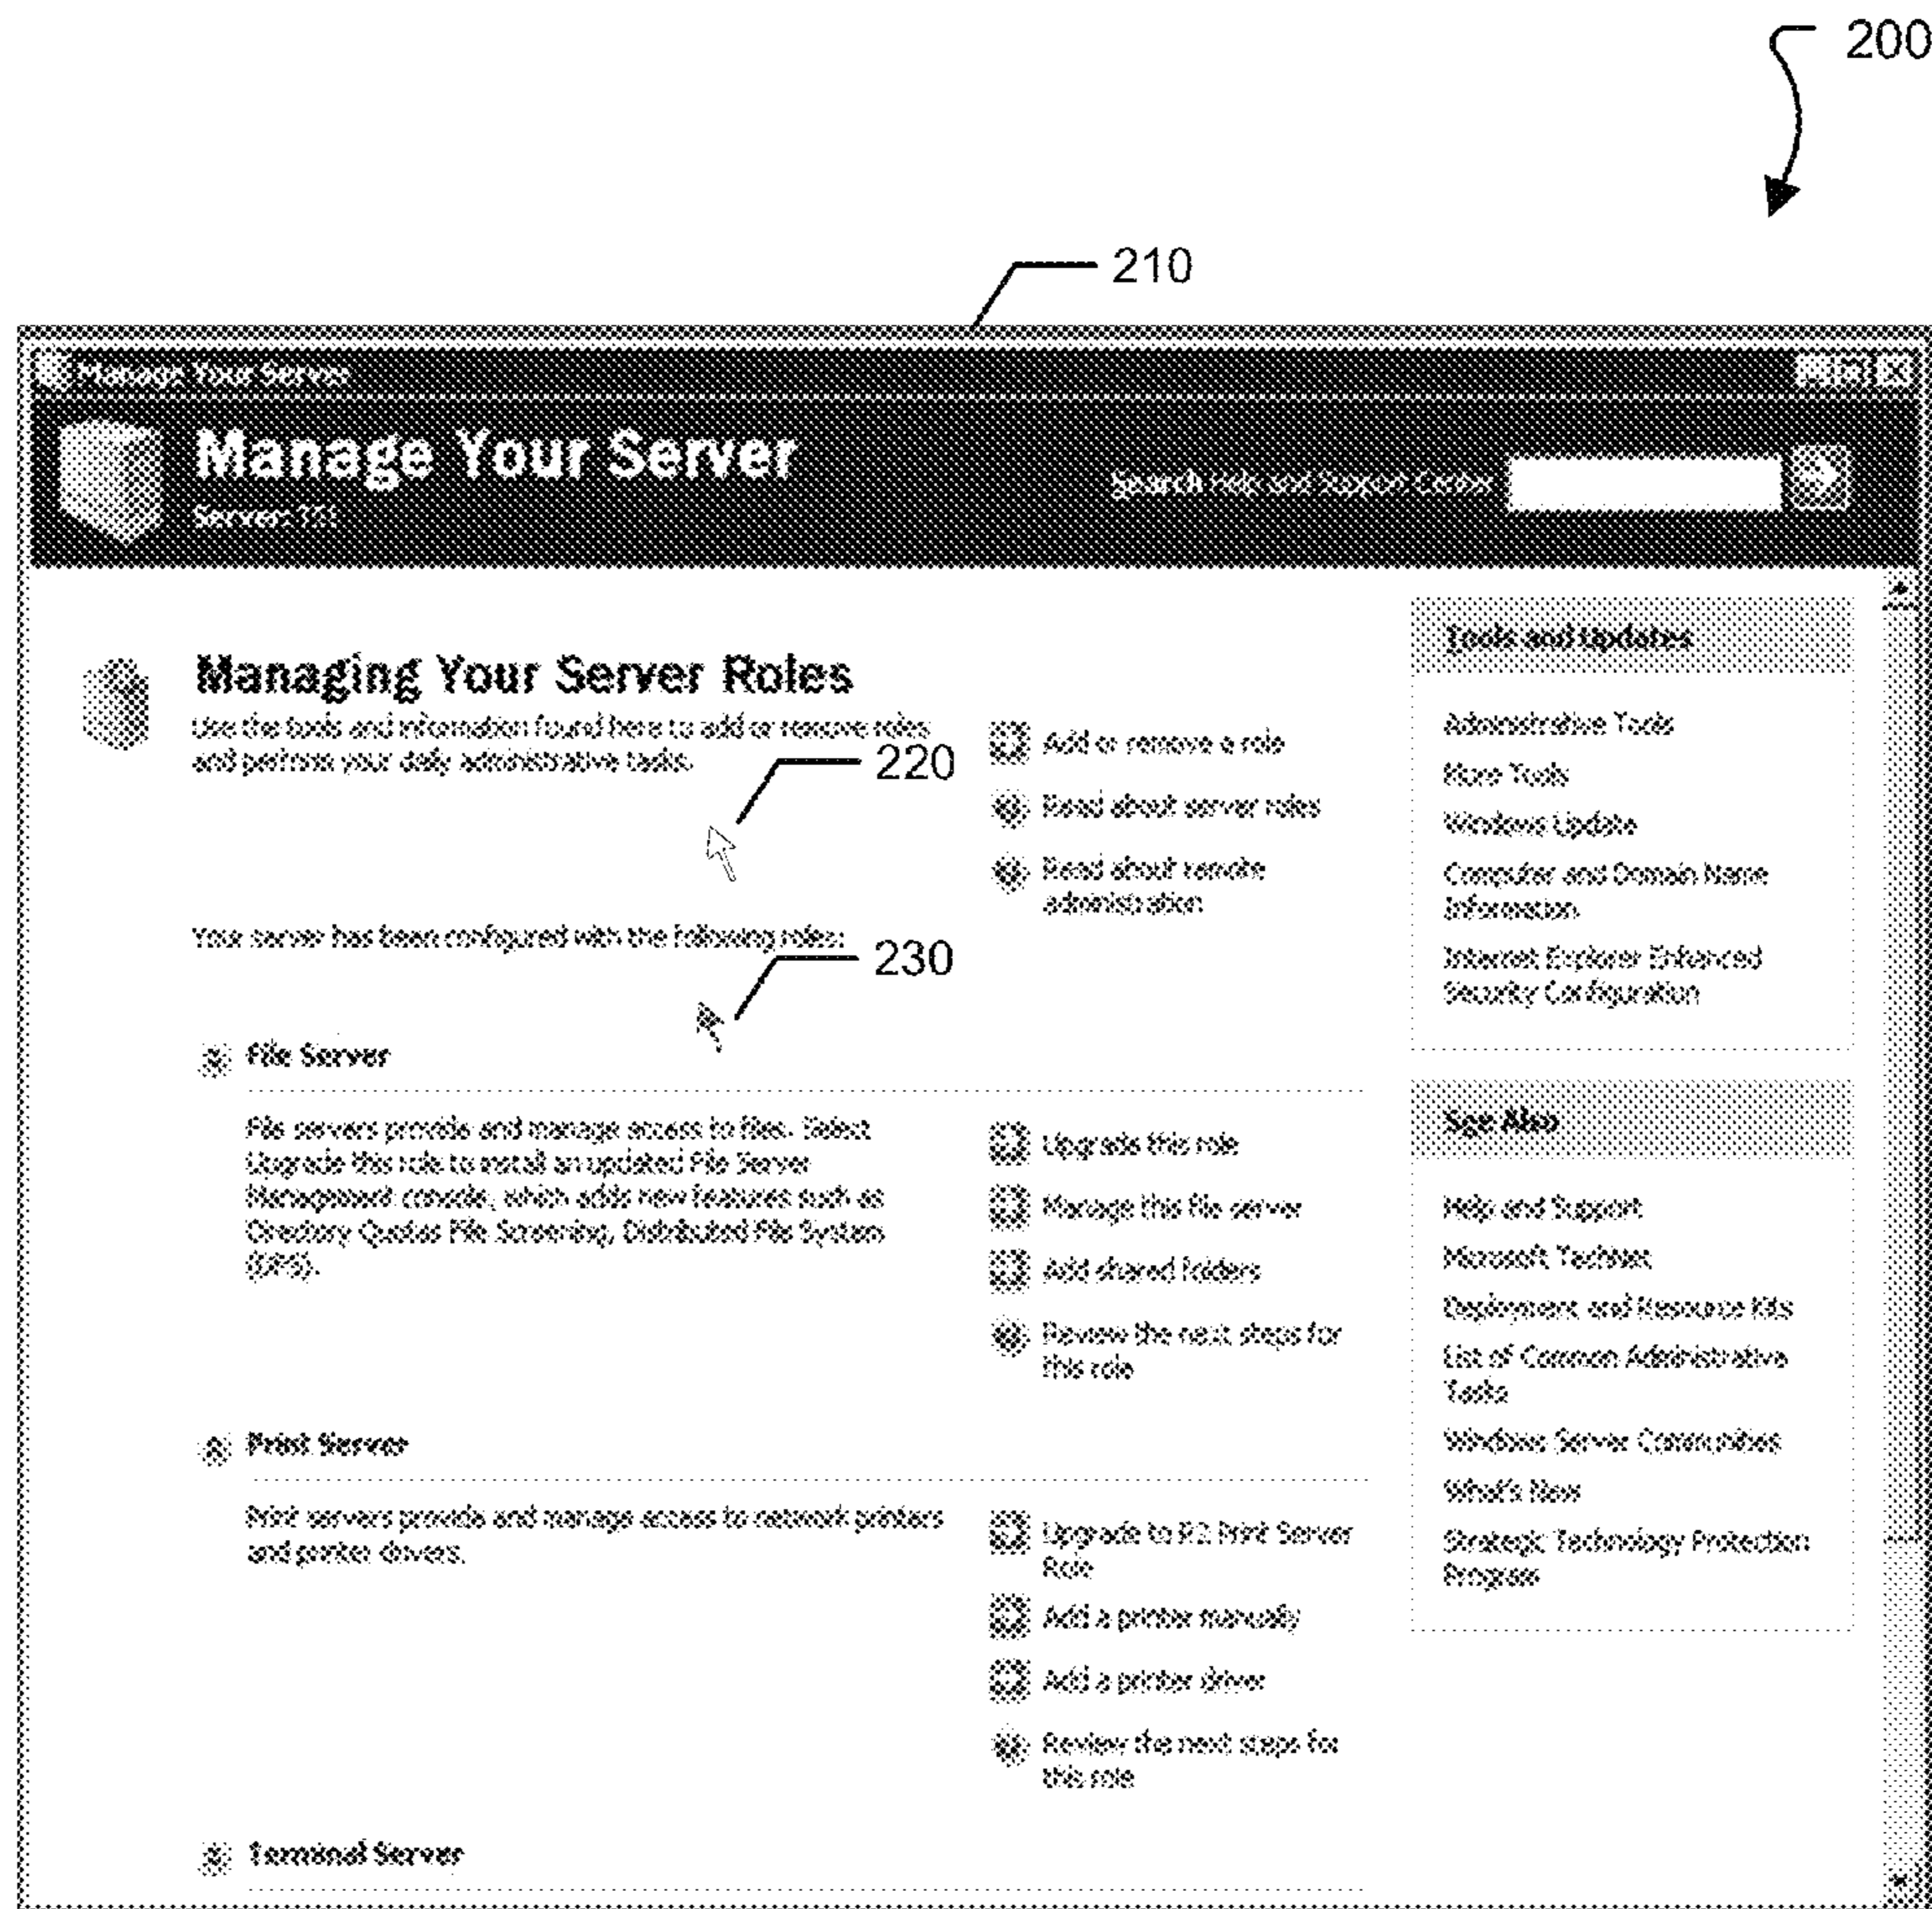 200
210
Manage Your Server
Manage Your Server
Server:
Search Help and Support Center
Managing Your Server Roles
Use the tools and information found here to add or remove roles
and perform your daily administrative tasks.
220
Add or remove a role
Read about server roles
Read about remote
administration
Your server has been configured with the following roles:
230
File Server
File servers provide and manage access to files. Select
Upgrade this role to install an updated File Server
Management console, which adds new features such as
Directory Quotas File Screening, Distributed File System
(DFS).
Upgrade this role
Manage this file server
Add shared folders
Review the next steps for
this role
Print Server
Print servers provide and manage access to network printers
and printer drivers.
Upgrade to R2 Print Server
Role
Add a printer manually
Add a printer driver
Review the next steps for
this role
Terminal Server
Tools and Updates
Administrative Tools
More Tools
Windows Update
Computer and Domain Name
Information
Internet Explorer Enhanced
Security Configuration
See Also
Help and Support
Microsoft TechNet
Deployment and Resource Kits
List of Common Administrative
Tasks
Windows Server Communities
What's New
Strategic Technology Protection
Program